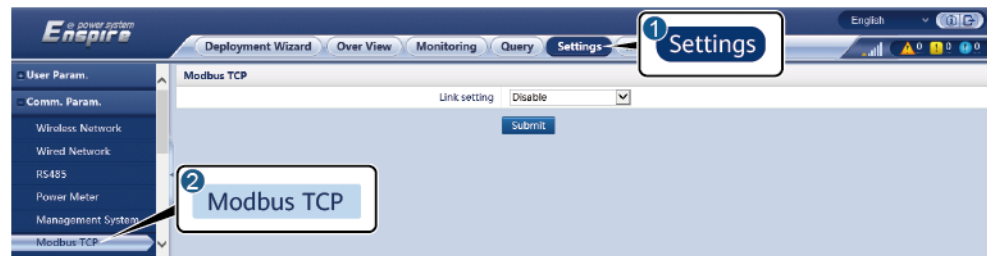 e power system
Enspire
English
Deployment Wizard Over View Monitoring Query Settings
1 Settings
0 0 0
User Param.
Modbus TCP
Comm. Param.
Link setting Disable
Wireless Network
Submit
Wired Network
RS485
Power Meter
2 Modbus TCP
Management System
Modbus TCP